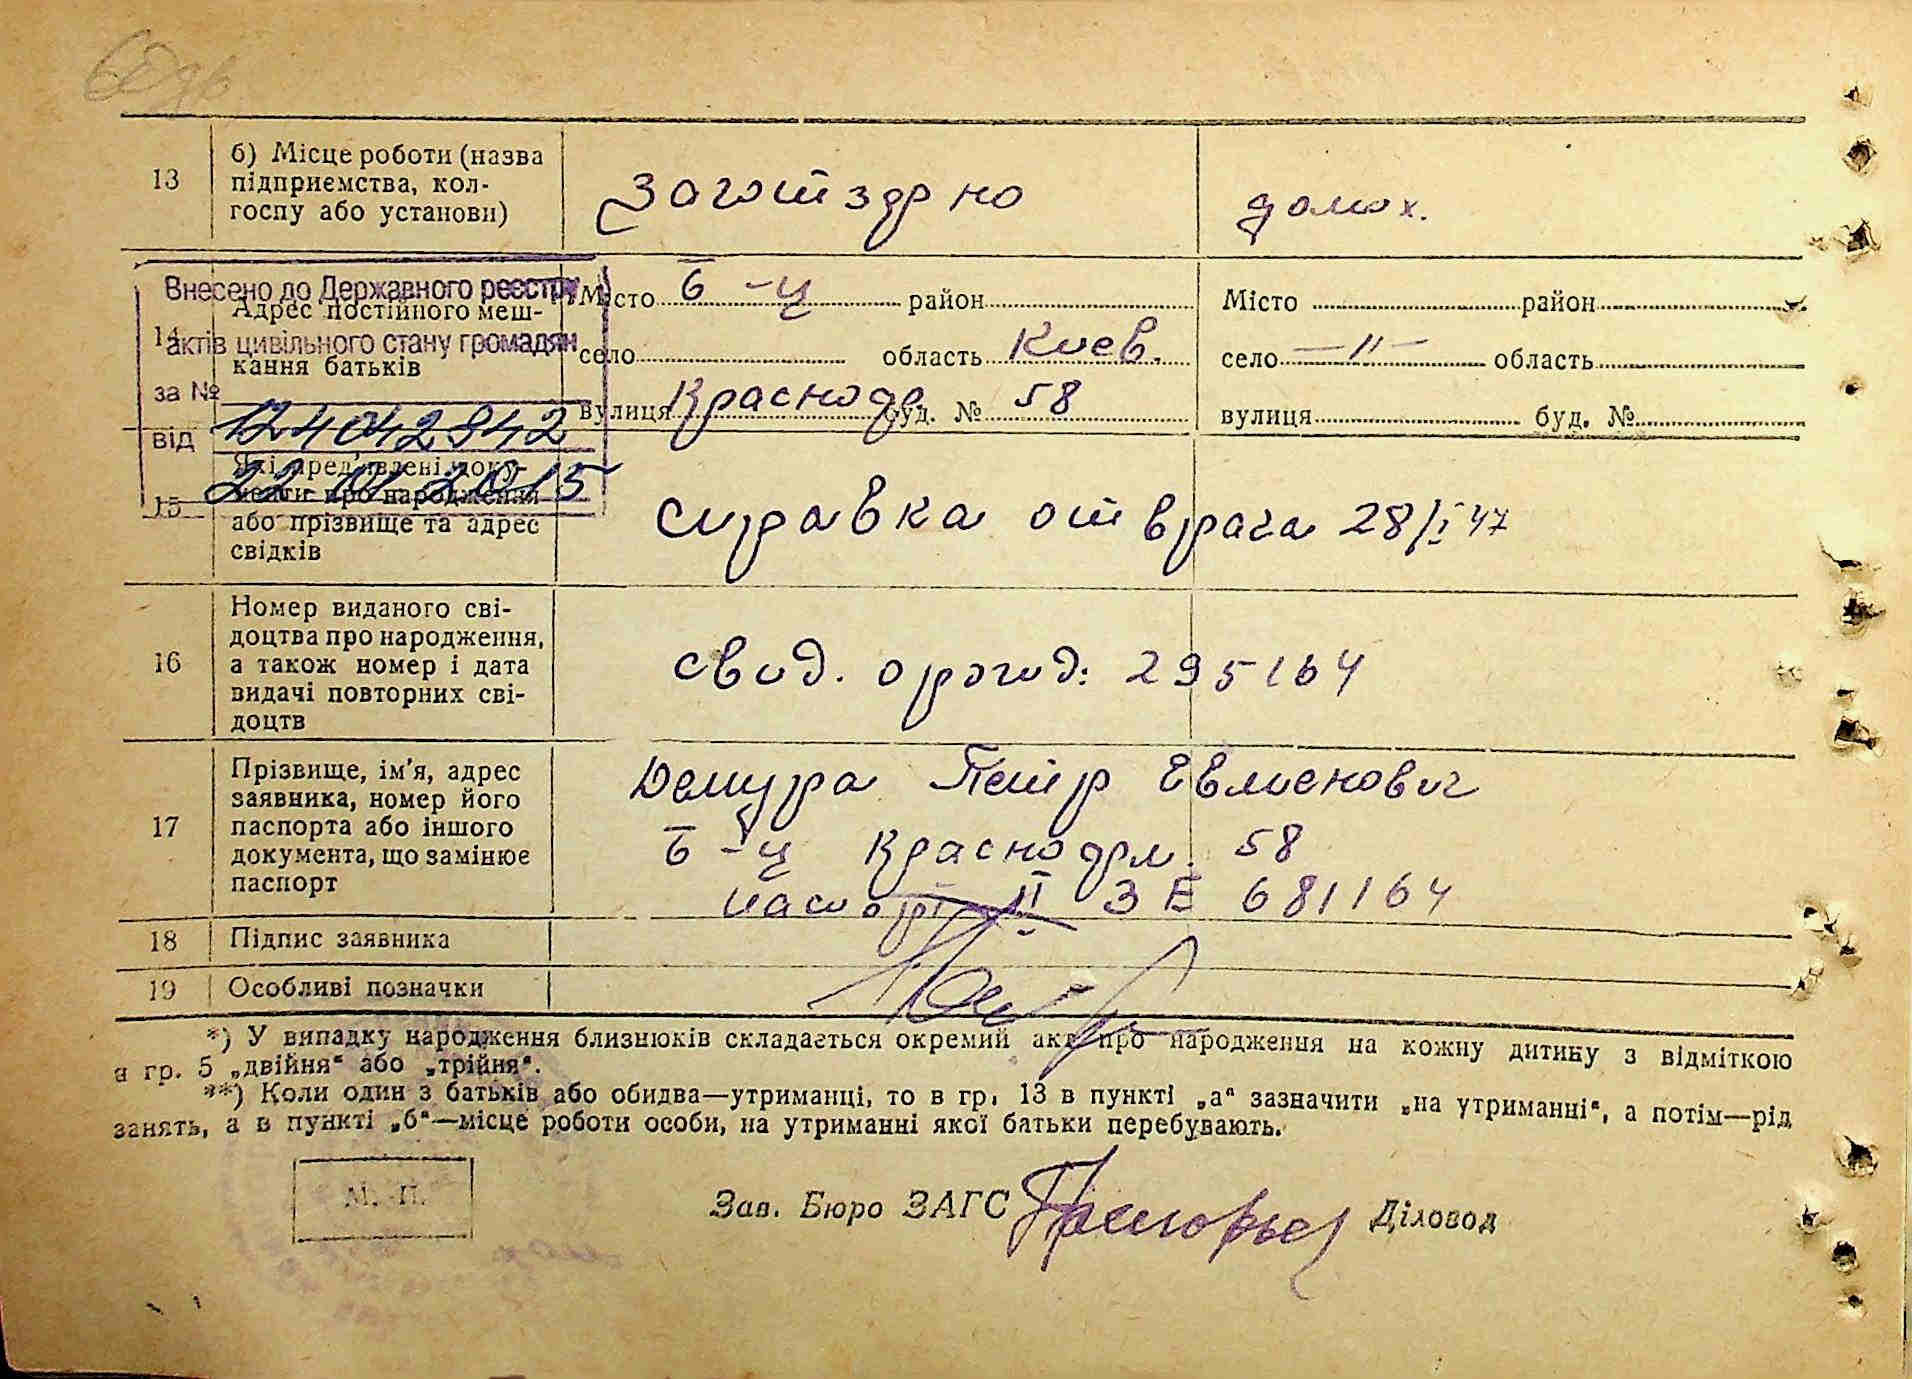 13
б) Місце роботи (назва
підприємства, кол-
госпу або установи)
Заготзерно
домох.
Внесено до Державного реєстру
актів цивільного стану громадян
за № 124042942
від 22 01 2015
14
Адрес постійного меш-
кання батьків
Місто Б-Ц район
село область Киев.
вулиця Красноар буд. № 58
Місто район
село —〃— область
вулиця буд. №
15
Які пред'явлені доку-
менти про народження
або прізвище та адрес
свідків
справка от врача 28/I 47
16
Номер виданого сві-
доцтва про народження,
а також номер і дата
видачі повторних сві-
доцтв
свид. о рожд: 295164
17
Прізвище, ім'я, адрес
заявника, номер його
паспорта або іншого
документа, що замінює
паспорт
Демура Петр Евменович
Б-Ц Красноарм. 58
паспорт II ЗЕ 681164
18
Підпис заявника
19
Особливі позначки
*) У випадку народження близнюків складається окремий акт про народження на кожну дитину з відміткою
в гр. 5 „двійня“ або „трійня“.
**) Коли один з батьків або обидва—утриманці, то в гр. 13 в пункті „а“ зазначити „на утриманні“, а потім—рід
занять, а в пункті „б“—місце роботи особи, на утриманні якої батьки перебувають.
М. П.
Зав. Бюро ЗАГС
Діловод